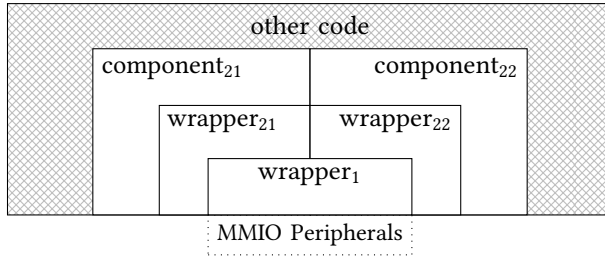 other code
component₂₁ component₂₂
wrapper₂₁ wrapper₂₂
wrapper₁
MMIO Peripherals